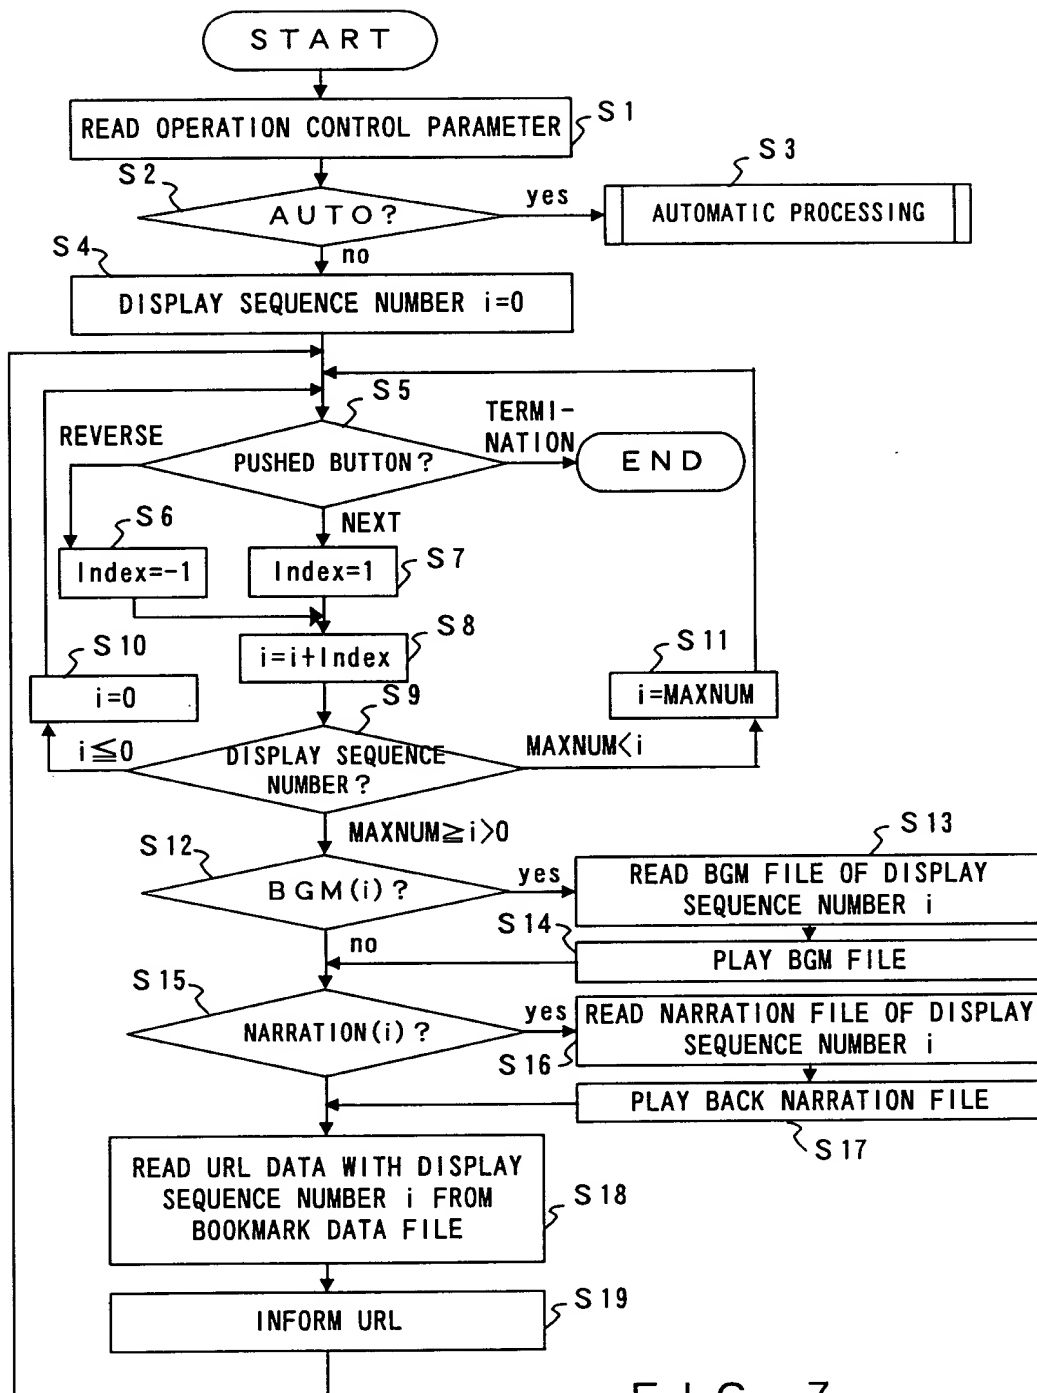 START
READ OPERATION CONTROL PARAMETER
S1
S2
AUTO?
yes
S3
AUTOMATIC PROCESSING
no
S4
DISPLAY SEQUENCE NUMBER i=0
S5
REVERSE
PUSHED BUTTON?
TERMI-
NATION
END
NEXT
S6
Index=-1
Index=1
S7
S8
i=i+Index
S10
i=0
S11
i=MAXNUM
S9
i≦0
DISPLAY SEQUENCE
NUMBER?
MAXNUM<i
MAXNUM≧i>0
S12
BGM(i)?
yes
S13
READ BGM FILE OF DISPLAY
SEQUENCE NUMBER i
no
S14
PLAY BGM FILE
S15
NARRATION(i)?
yes
READ NARRATION FILE OF DISPLAY
SEQUENCE NUMBER i
S16
PLAY BACK NARRATION FILE
S17
READ URL DATA WITH DISPLAY
SEQUENCE NUMBER i FROM
BOOKMARK DATA FILE
S18
INFORM URL
S19
FIG. 7